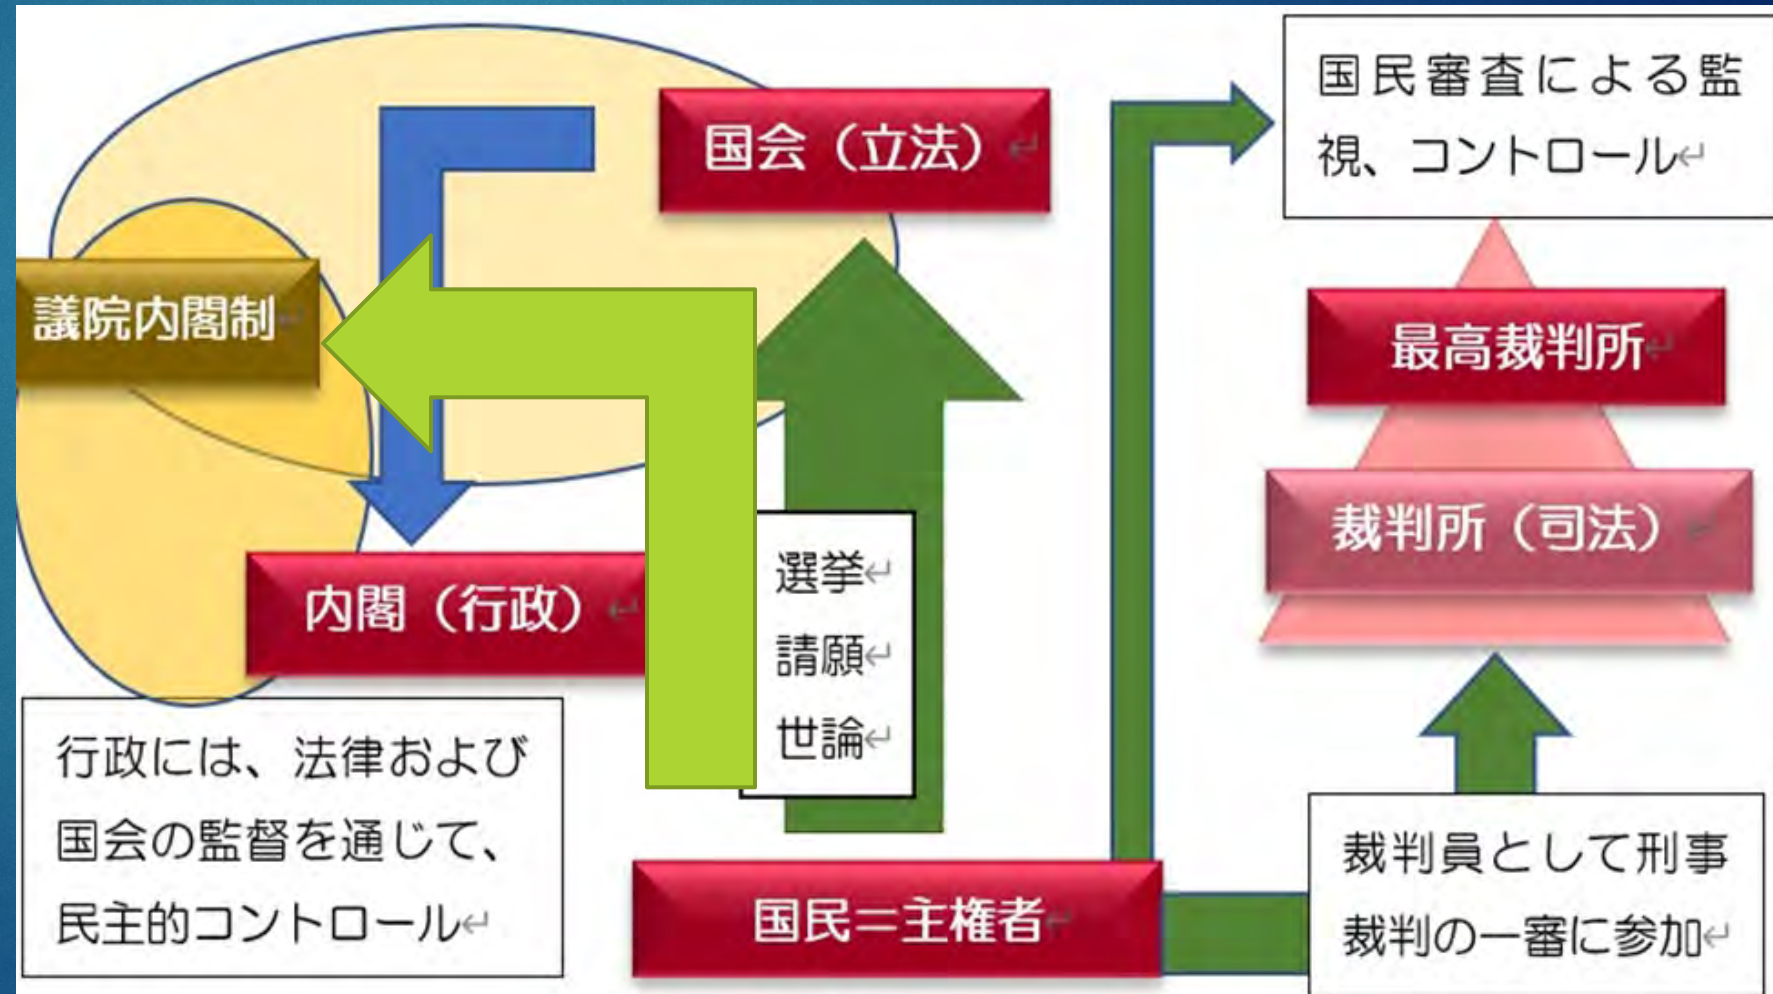 国会（立法）
国民審査による監
視、コントロール
議院内閣制
最高裁判所
裁判所（司法）
内閣（行政）
選挙
請願
世論
行政には、法律および
国会の監督を通じて、
民主的コントロール
国民＝主権者
裁判員として刑事
裁判の一審に参加